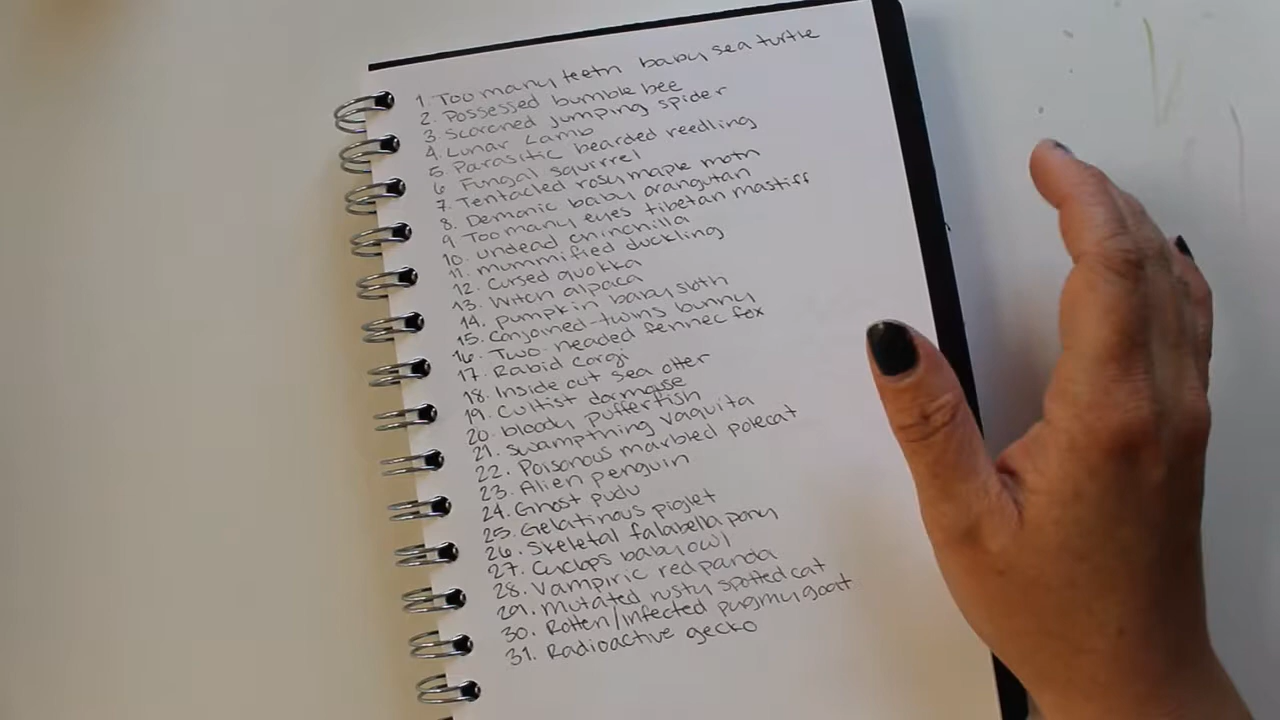 1. Too many teeth baby sea turtle
2. Possessed bumble bee
3. Scorched jumping spider
4. Lunar Lamb
5. Parasitic bearded reedling
6 Fungal squirrel
7. Tentacled rosy maple moth
8. Demonic baby orangutan
9 Too many eyes tibetan mastiff
10. undead chinchilla
11. mummified duckling
12. Cursed quokka
13. Witch alpaca
14. pumpkin baby sloth
15. Conjoined-twins bunny
16. Two-headed fennec fox
17. Rabid Corgi
18. Inside out sea otter
19. Cultist dormouse
20. bloody pufferfish
21. Swampthing vaquita
22. Poisonous marbled polecat
23. Alien penguin
24. Ghost pudu
25. Gelatinous piglet
26. Skeletal falabella pony
27. Cyclops baby owl
28. Vampiric red panda
29. mutated rusty spotted cat
30. Rotten/infected pygmy goat
31. Radioactive gecko